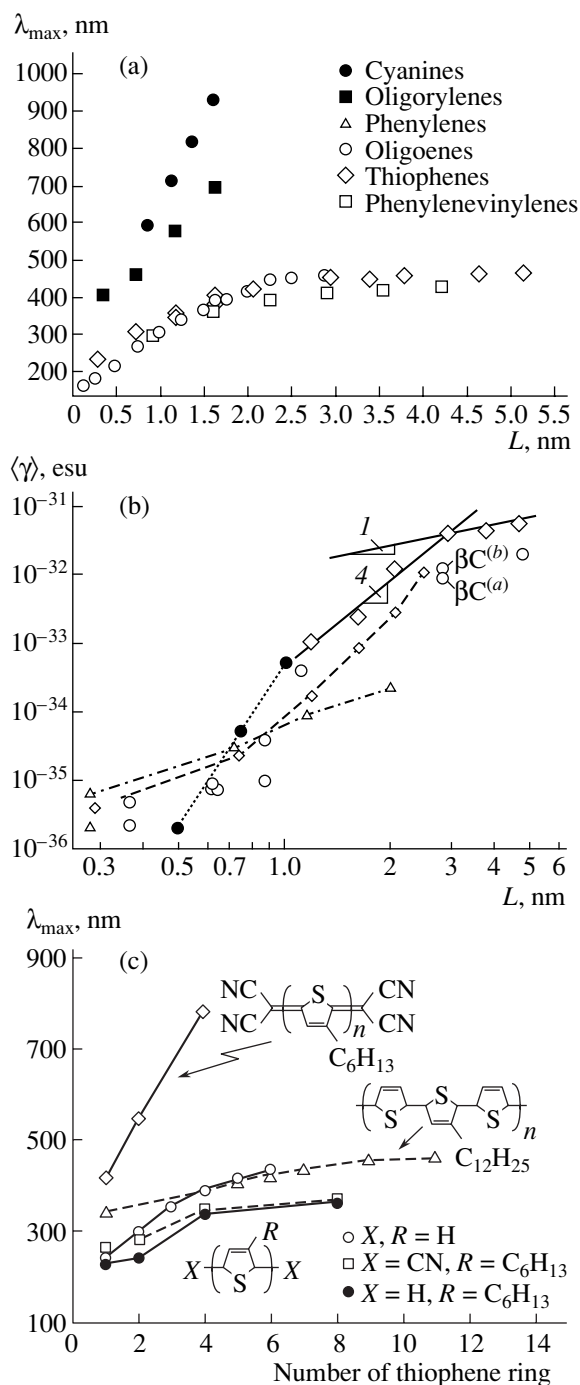 λmax, nm
(a)
1000
900
800
700
600
500
400
300
200
Cyanines
Oligorylenes
Phenylenes
Oligoenes
Thiophenes
Phenylenevinylenes
0 0.5 1.0 1.5 2.0 2.5 3.0 3.5 4.0 4.5 5.0 5.5
L, nm
⟨γ⟩, esu
(b)
10⁻³¹
10⁻³²
10⁻³³
10⁻³⁴
10⁻³⁵
10⁻³⁶
1
4
βC(b)
βC(a)
0.3 0.5 0.7 1.0 2 3 4 5 6
L, nm
λmax, nm
(c)
900
700
500
300
100
NC CN
S
NC CN
n
C₆H₁₃
S S S
n
C₁₂H₂₅
R
X S X
n
X, R = H
X = CN, R = C₆H₁₃
X = H, R = C₆H₁₃
0 2 4 6 8 10 12 14
Number of thiophene ring